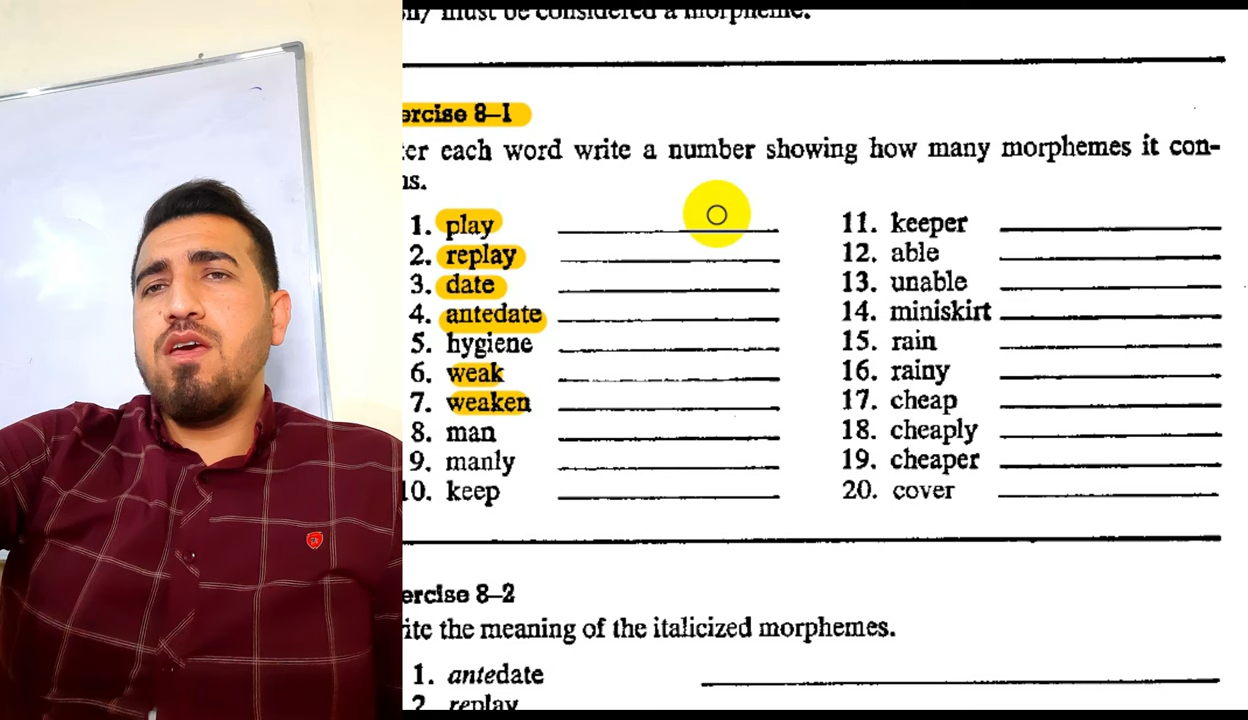 must be considered a morpheme.
ercise 8–1
er each word write a number showing how many morphemes it con-
ns.
1. play
2. replay
3. date
4. antedate
5. hygiene
6. weak
7. weaken
8. man
9. manly
10. keep
11. keeper
12. able
13. unable
14. miniskirt
15. rain
16. rainy
17. cheap
18. cheaply
19. cheaper
20. cover
ercise 8–2
ite the meaning of the italicized morphemes.
1. antedate
2. replay